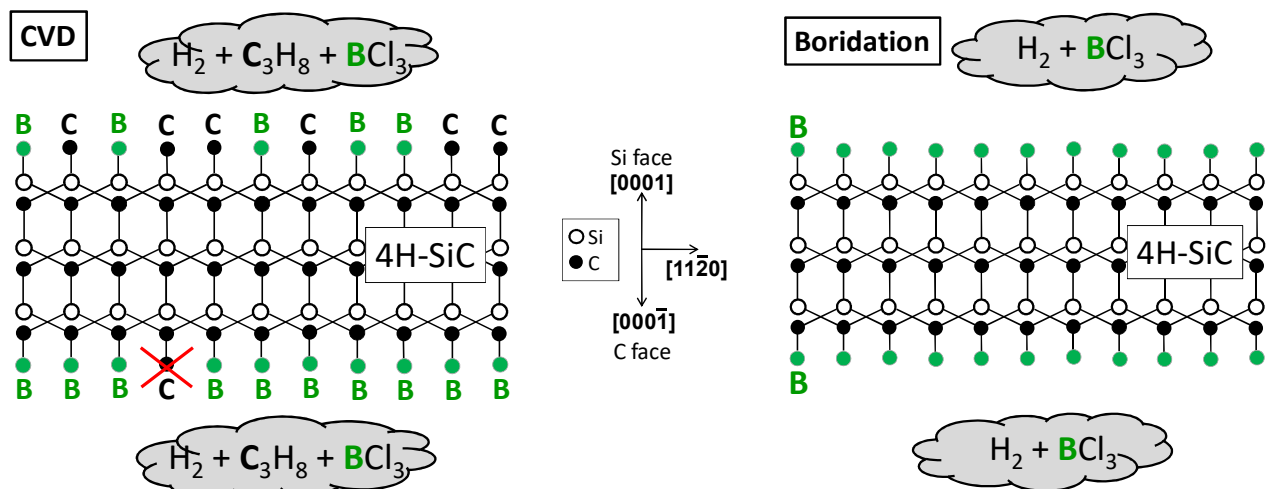 CVD
H₂ + C₃H₈ + BCl₃
B C B C C B C B B C C
4H-SiC
B B B C B B B B B B B
H₂ + C₃H₈ + BCl₃
Si face
[0001]
Si
C
[112̄0]
[0001̄]
C face
Boridation
H₂ + BCl₃
B
4H-SiC
B
H₂ + BCl₃